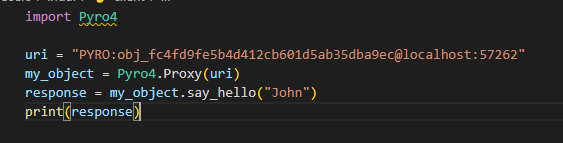 import Pyro4
uri = "PYRO:obj_fc4fd9fe5b4d412cb601d5ab35dba9ec@localhost:57262"
my_object = Pyro4.Proxy(uri)
response = my_object.say_hello("John")
print(response)